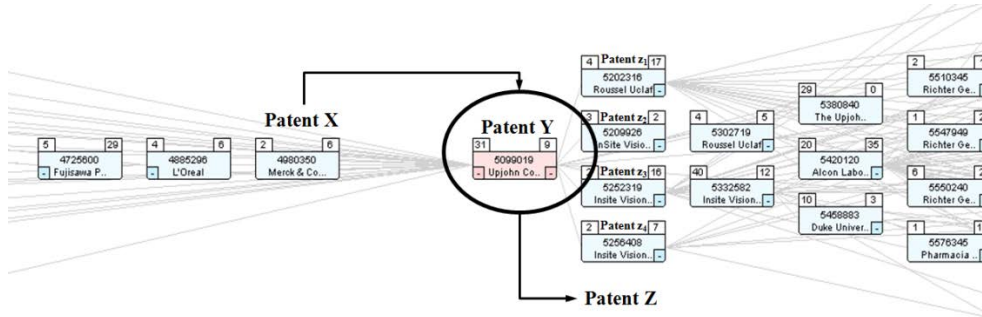 Patent X
5 29
4725600
- Fujisawa P..
4 6
4885296
- L'Oreal
2 6
4980350
Merck & Co...
Patent Y
31 9
5099019
- Upjohn Co.. -
4 Patent z1 17
5202316
Roussel Uclaf -
3 Patent z2 2
5209926
nSite Visio.. -
Patent z3 16
5252319
Insite Vision.. -
2 Patent z4 7
5256408
Insite Vision.. -
4 5
5302719
Roussel Uclaf -
40 12
5332582
Insite Vision.. -
29 0
5380840
The Upjoh..
20 35
5420120
Alcon Labo.. -
10 3
5458883
Duke Univer.. -
2
5510345
Richter Ge.. -
1
5547949
Richter Ge.. -
6
5550240
Richter Ge.. -
1
5576345
Pharmacia .. -
Patent Z